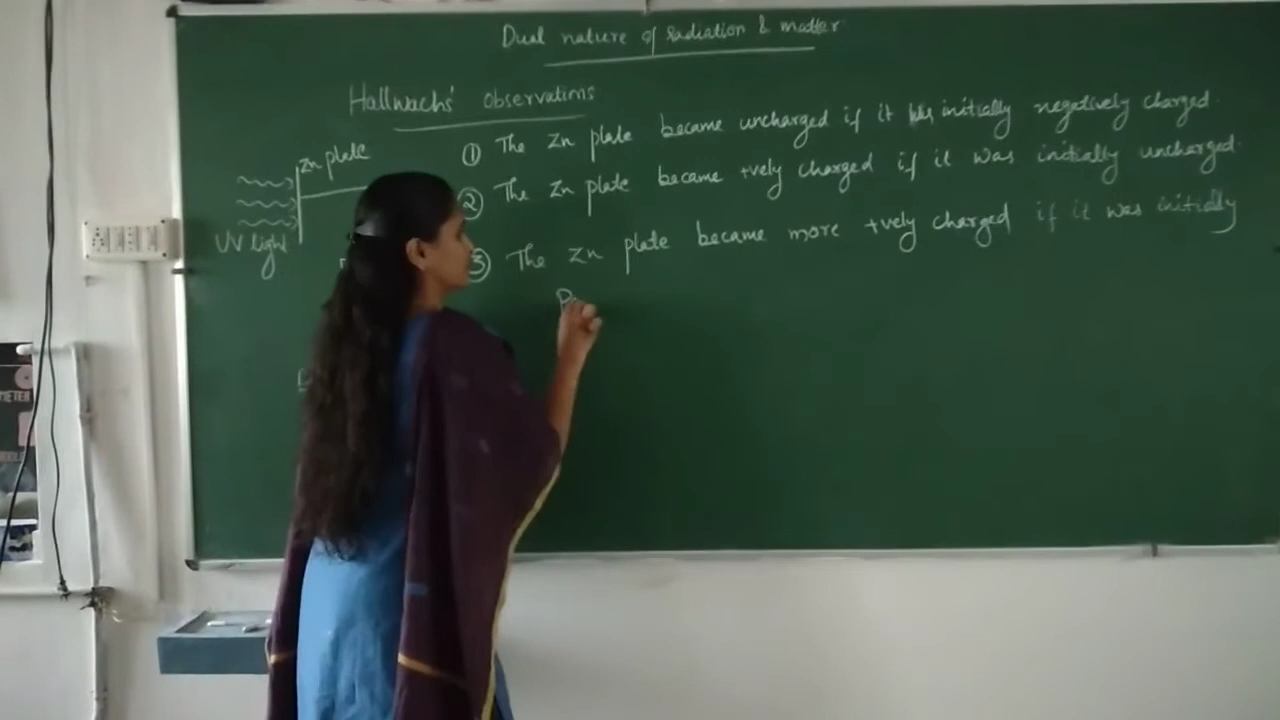 Dual nature of radiation & matter
Hallwachs' observations
① The Zn plate became uncharged if it was initially negatively charged.
② The Zn plate became +vely charged if it was initially uncharged.
③ The Zn plate became more +vely charged if it was initially
Zn plate
UV light
METER